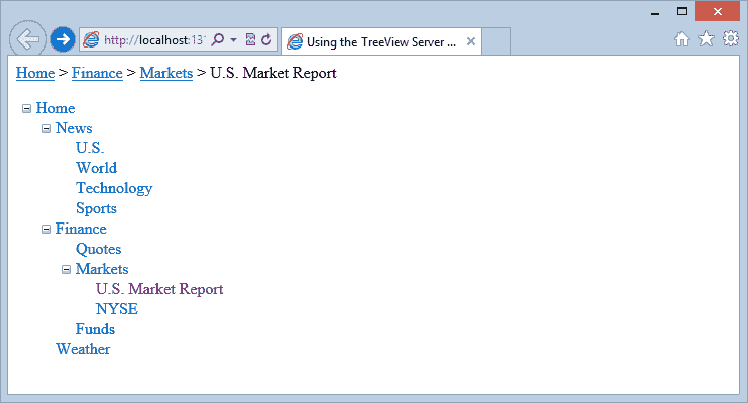 http://localhost:131
Using the TreeView Server ...
Home > Finance > Markets > U.S. Market Report
Home
News
U.S.
World
Technology
Sports
Finance
Quotes
Markets
U.S. Market Report
NYSE
Funds
Weather